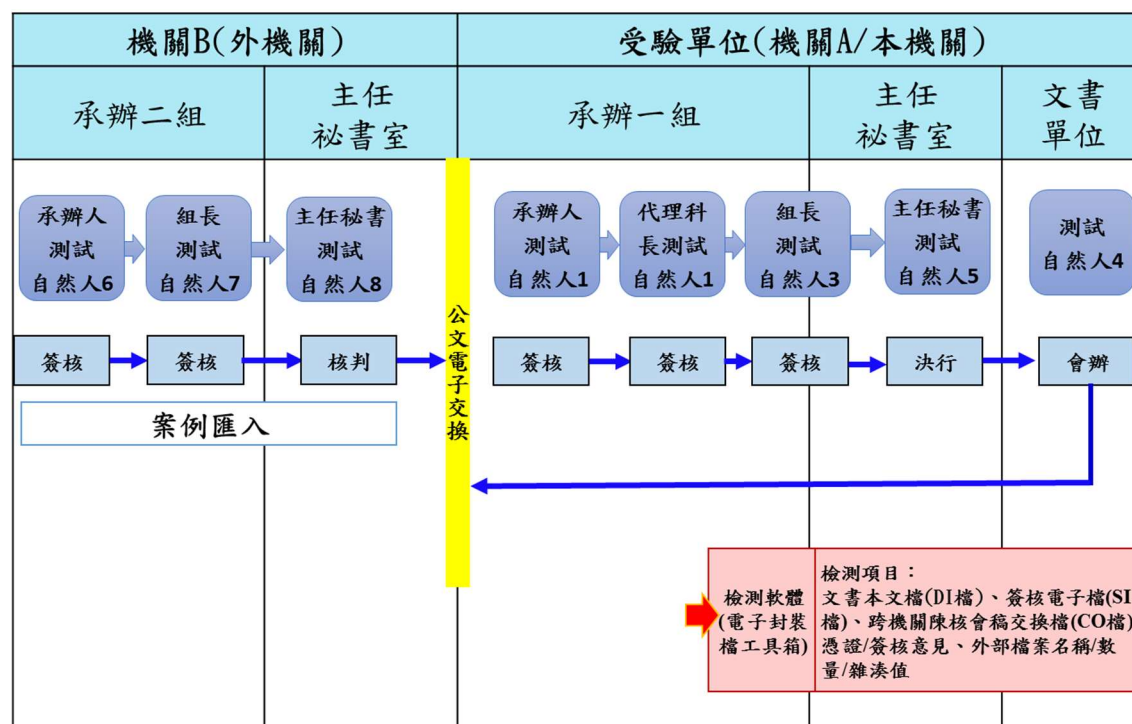 機關B(外機關)
受驗單位(機關A/本機關)
承辦二組
主任
祕書室
承辦一組
主任
祕書室
文書
單位
承辦人
測試
自然人6
組長
測試
自然人7
主任秘書
測試
自然人8
承辦人
測試
自然人1
代理科
長測試
自然人1
組長
測試
自然人3
主任秘書
測試
自然人5
測試
自然人4
簽核
簽核
核判
公文電子交換
簽核
簽核
簽核
決行
會辦
案例匯入
檢測軟體
(電子封裝
檔工具箱)
檢測項目：
文書本文檔(DI檔)、簽核電子檔(SI
檔)、跨機關陳核會稿交換檔(CO檔)
憑證/簽核意見、外部檔案名稱/數
量/雜湊值